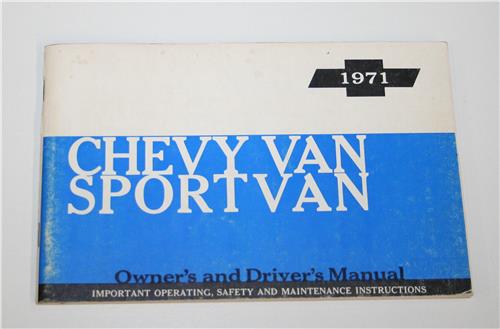 1971
CHEVY VAN
SPORTVAN
Owner's and Driver's Manual
IMPORTANT OPERATING, SAFETY AND MAINTENANCE INSTRUCTIONS